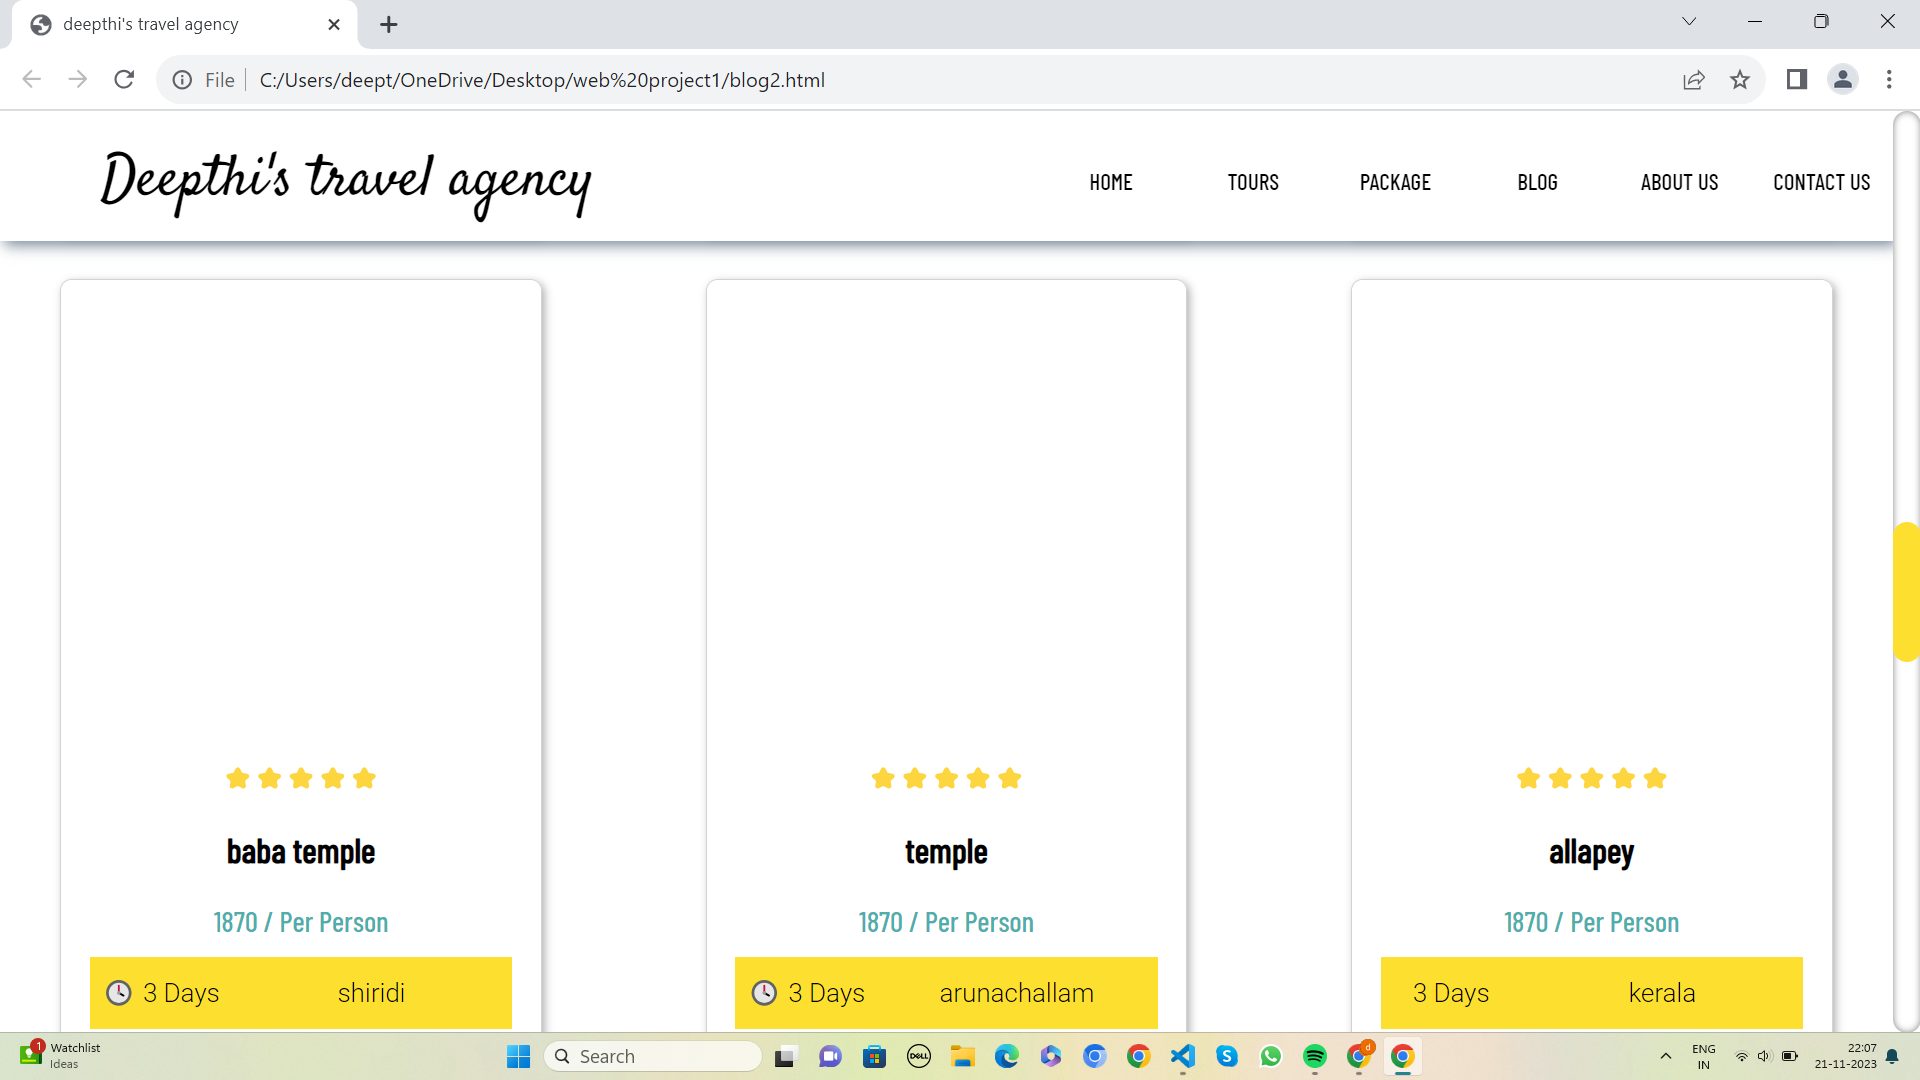 deepthi's travel agency
File
C:/Users/deept/OneDrive/Desktop/web%20project1/blog2.html
Deepthi's travel agency
HOME
TOURS
PACKAGE
BLOG
ABOUT US
CONTACT US
baba temple
temple
allapey
1870 / Per Person
1870 / Per Person
1870 / Per Person
3 Days
shiridi
3 Days
arunachallam
3 Days
kerala
1
Watchlist
Ideas
Search
DELL
S
d
ENG
IN
22:07
21-11-2023